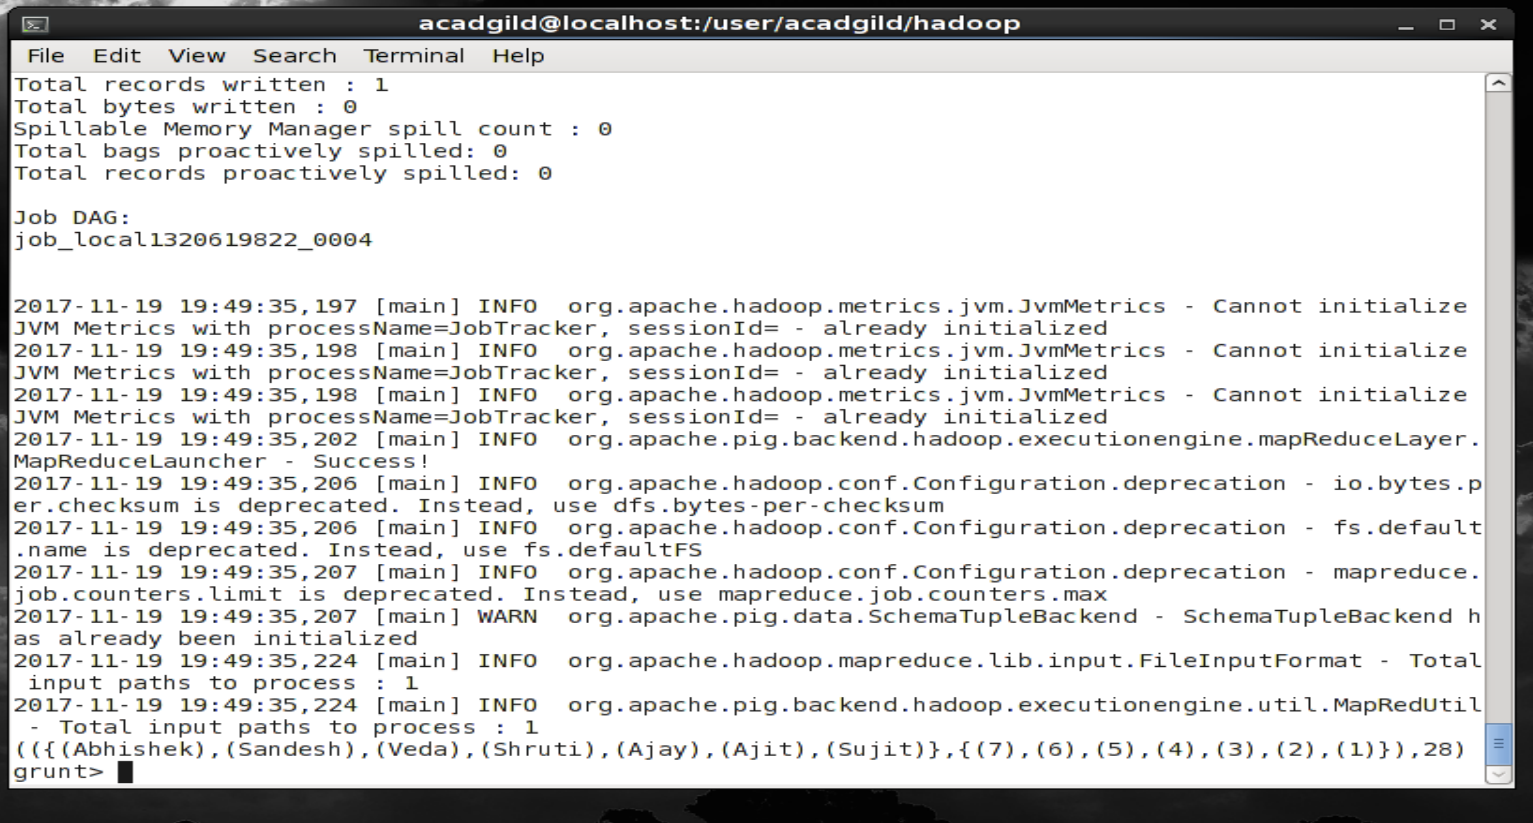 acadgild@localhost:/user/acadgild/hadoop
File Edit View Search Terminal Help
Total records written : 1
Total bytes written : 0
Spillable Memory Manager spill count : 0
Total bags proactively spilled: 0
Total records proactively spilled: 0
Job DAG:
job_local1320619822_0004
2017-11-19 19:49:35,197 [main] INFO  org.apache.hadoop.metrics.jvm.JvmMetrics - Cannot initialize
JVM Metrics with processName=JobTracker, sessionId= - already initialized
2017-11-19 19:49:35,198 [main] INFO  org.apache.hadoop.metrics.jvm.JvmMetrics - Cannot initialize
JVM Metrics with processName=JobTracker, sessionId= - already initialized
2017-11-19 19:49:35,198 [main] INFO  org.apache.hadoop.metrics.jvm.JvmMetrics - Cannot initialize
JVM Metrics with processName=JobTracker, sessionId= - already initialized
2017-11-19 19:49:35,202 [main] INFO  org.apache.pig.backend.hadoop.executionengine.mapReduceLayer.
MapReduceLauncher - Success!
2017-11-19 19:49:35,206 [main] INFO  org.apache.hadoop.conf.Configuration.deprecation - io.bytes.p
er.checksum is deprecated. Instead, use dfs.bytes-per-checksum
2017-11-19 19:49:35,206 [main] INFO  org.apache.hadoop.conf.Configuration.deprecation - fs.default
.name is deprecated. Instead, use fs.defaultFS
2017-11-19 19:49:35,207 [main] INFO  org.apache.hadoop.conf.Configuration.deprecation - mapreduce.
job.counters.limit is deprecated. Instead, use mapreduce.job.counters.max
2017-11-19 19:49:35,207 [main] WARN  org.apache.pig.data.SchemaTupleBackend - SchemaTupleBackend h
as already been initialized
2017-11-19 19:49:35,224 [main] INFO  org.apache.hadoop.mapreduce.lib.input.FileInputFormat - Total
 input paths to process : 1
2017-11-19 19:49:35,224 [main] INFO  org.apache.pig.backend.hadoop.executionengine.util.MapRedUtil
 - Total input paths to process : 1
(({(Abhishek),(Sandesh),(Veda),(Shruti),(Ajay),(Ajit),(Sujit)},{(7),(6),(5),(4),(3),(2),(1)}),28)
grunt>